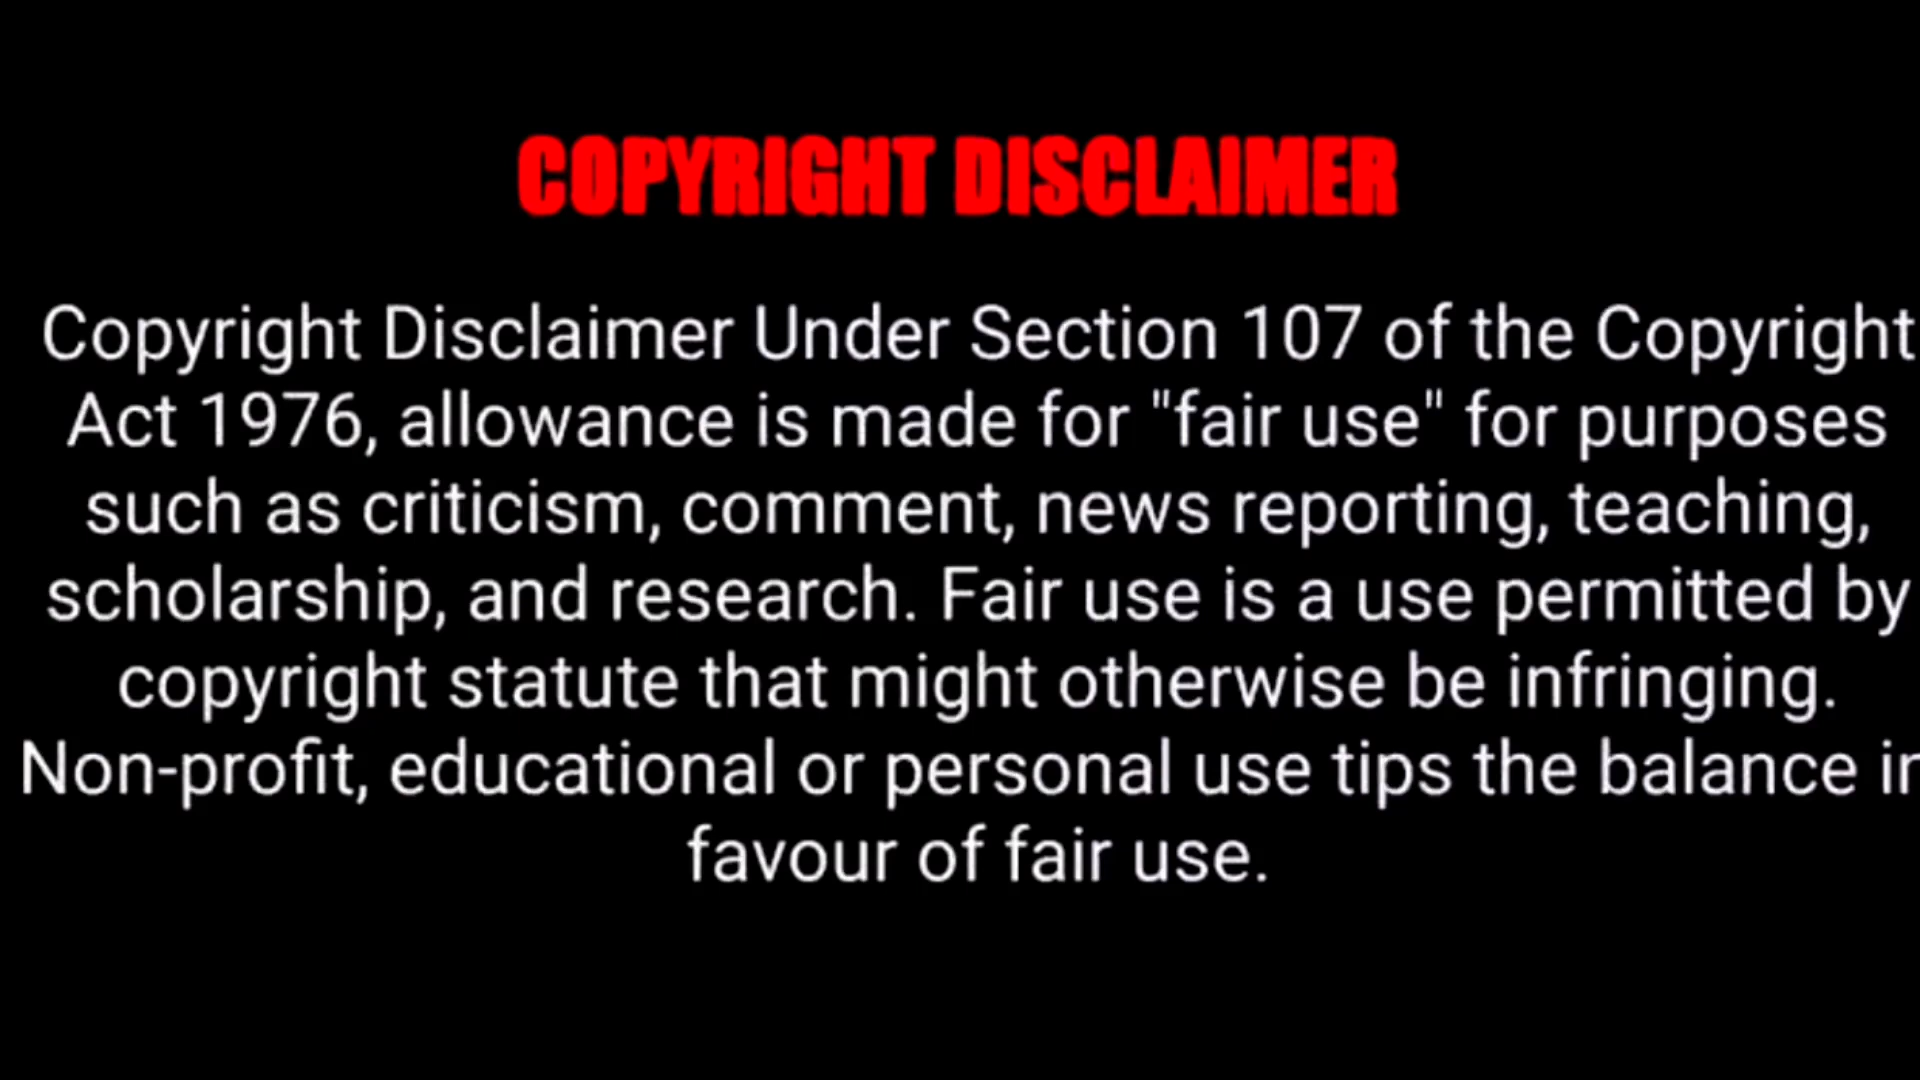 COPYRIGHT DISCLAIMER
Copyright Disclaimer Under Section 107 of the Copyright
Act 1976, allowance is made for "fair use" for purposes
such as criticism, comment, news reporting, teaching,
scholarship, and research. Fair use is a use permitted by
copyright statute that might otherwise be infringing.
Non-profit, educational or personal use tips the balance in
favour of fair use.